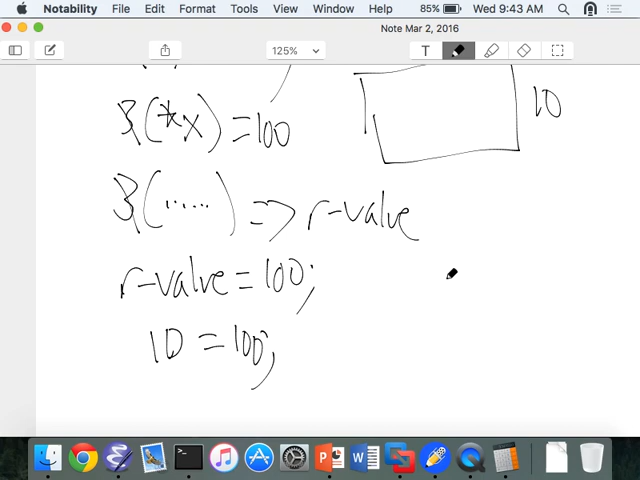 Notability File Edit Format Tools View Window Help 85% Wed 9:43 AM
Note Mar 2, 2016
125% T
&(*x) = 100
10
&(......) => r-value
r-value = 100;
10 = 100;